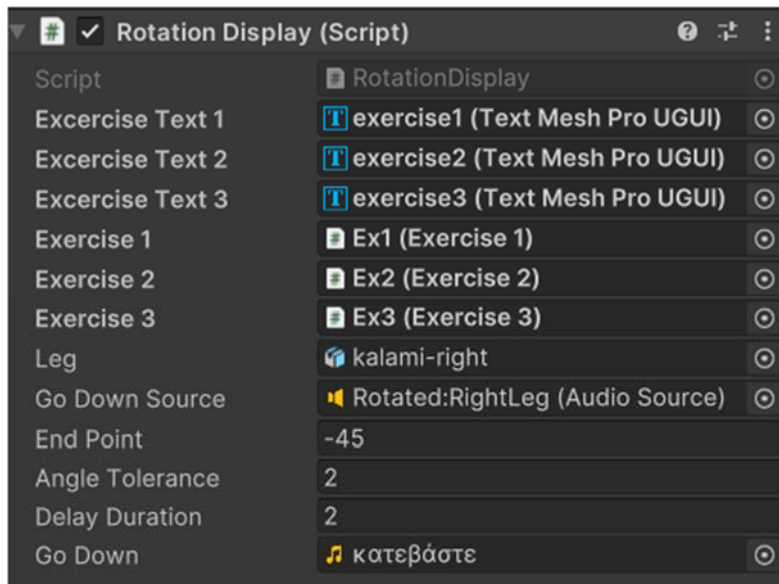 Rotation Display (Script)
Script RotationDisplay
Excercise Text 1 exercise1 (Text Mesh Pro UGUI)
Excercise Text 2 exercise2 (Text Mesh Pro UGUI)
Excercise Text 3 exercise3 (Text Mesh Pro UGUI)
Exercise 1 Ex1 (Exercise 1)
Exercise 2 Ex2 (Exercise 2)
Exercise 3 Ex3 (Exercise 3)
Leg kalami-right
Go Down Source Rotated:RightLeg (Audio Source)
End Point -45
Angle Tolerance 2
Delay Duration 2
Go Down κατεβάστε